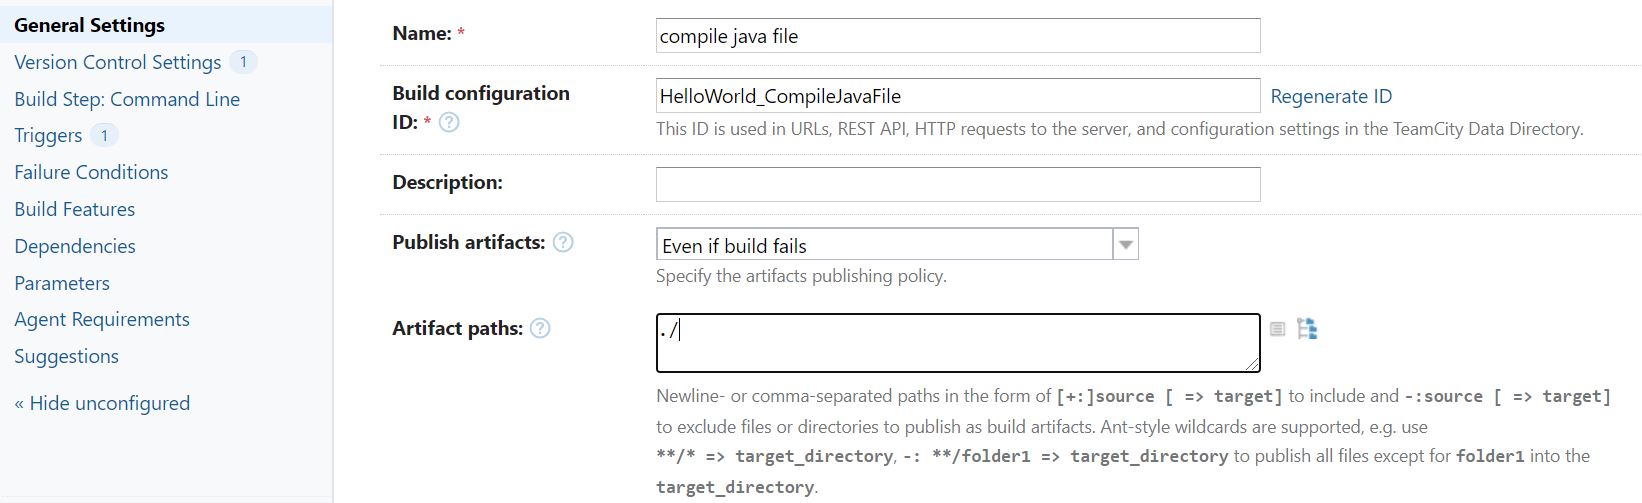 General Settings
Version Control Settings 1
Build Step: Command Line
Triggers 1
Failure Conditions
Build Features
Dependencies
Parameters
Agent Requirements
Suggestions
« Hide unconfigured
Name: *
compile java file
Build configuration
ID: * ?
HelloWorld_CompileJavaFile
Regenerate ID
This ID is used in URLs, REST API, HTTP requests to the server, and configuration settings in the TeamCity Data Directory.
Description:
Publish artifacts: ?
Even if build fails
Specify the artifacts publishing policy.
Artifact paths: ?
./
Newline- or comma-separated paths in the form of [+:]source [ => target] to include and -:source [ => target]
to exclude files or directories to publish as build artifacts. Ant-style wildcards are supported, e.g. use
**/* => target_directory, -: **/folder1 => target_directory to publish all files except for folder1 into the
target_directory.